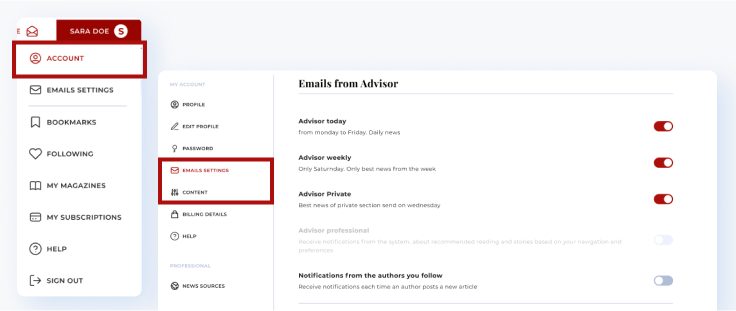 E
SARA DOE S
ACCOUNT
EMAILS SETTINGS
BOOKMARKS
FOLLOWING
MY MAGAZINES
MY SUBSCRIPTIONS
HELP
SIGN OUT
MY ACCOUNT
PROFILE
EDIT PROFILE
PASSWORD
EMAILS SETTINGS
CONTENT
BILLING DETAILS
HELP
PROFESSIONAL
NEWS SOURCES
Emails from Advisor
Advisor today
from monday to Friday. Daily news
Advisor weekly
Only Saturnday. Only best news from the week
Advisor Private
Best news of private section send on wednesday
Advisor professional
Receive notifications from the system, about recommended reading and stories based on your navigation and
preferences
Notifications from the authors you follow
Receive notifications each time an author posts a new article